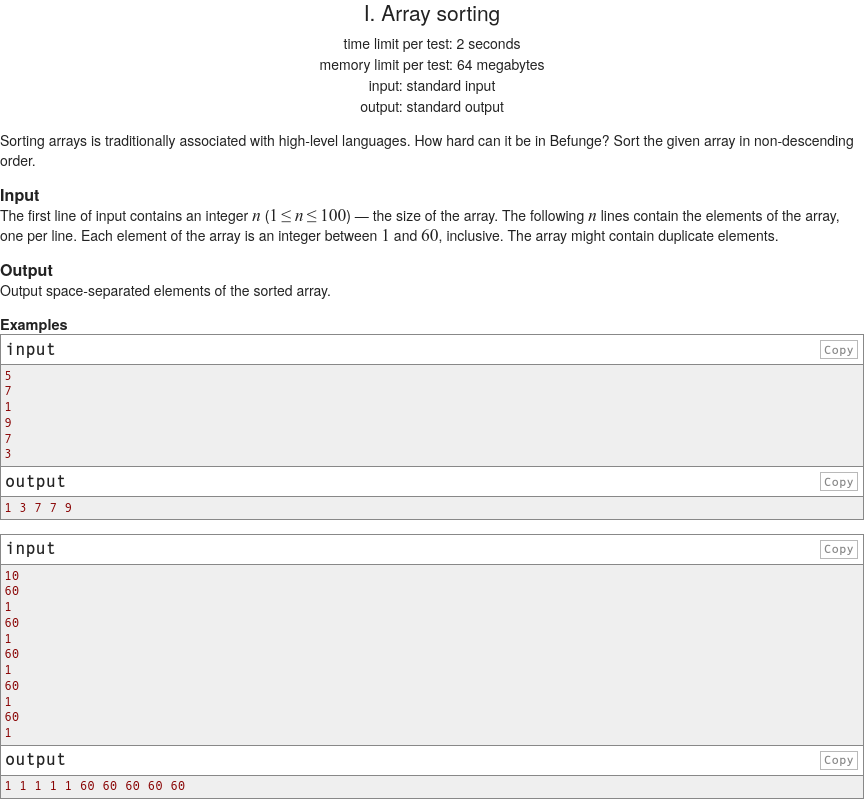 I. Array sorting
time limit per test: 2 seconds
memory limit per test: 64 megabytes
input: standard input
output: standard output
Sorting arrays is traditionally associated with high-level languages. How hard can it be in Befunge? Sort the given array in non-descending
order.
Input
The first line of input contains an integer n (1 ≤ n ≤ 100) — the size of the array. The following n lines contain the elements of the array,
one per line. Each element of the array is an integer between 1 and 60, inclusive. The array might contain duplicate elements.
Output
Output space-separated elements of the sorted array.
Examples
input Copy
5
7
1
9
7
3
output Copy
1 3 7 7 9
input Copy
10
60
1
60
1
60
1
60
1
60
1
output Copy
1 1 1 1 1 60 60 60 60 60